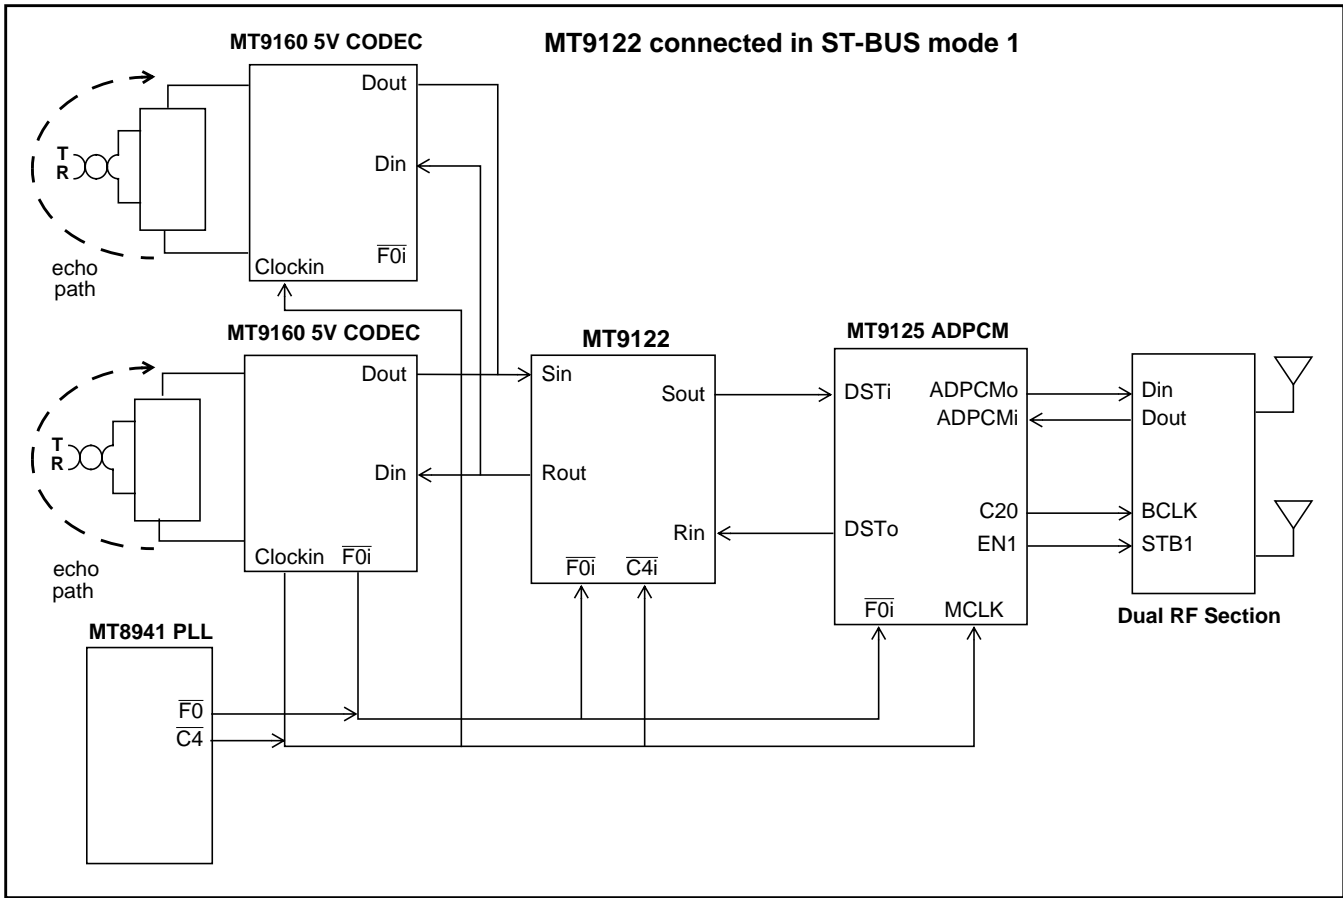 MT9122 connected in ST-BUS mode 1
MT9160 5V CODEC
Dout
Din
F0i
Clockin
T
R
echo
path
MT9160 5V CODEC
Dout
Din
Clockin
F0i
T
R
echo
path
MT8941 PLL
F0
C4
MT9122
Sin
Sout
Rout
Rin
F0i
C4i
MT9125 ADPCM
DSTi
ADPCMo
ADPCMi
DSTo
C20
EN1
F0i
MCLK
Din
Dout
BCLK
STB1
Dual RF Section